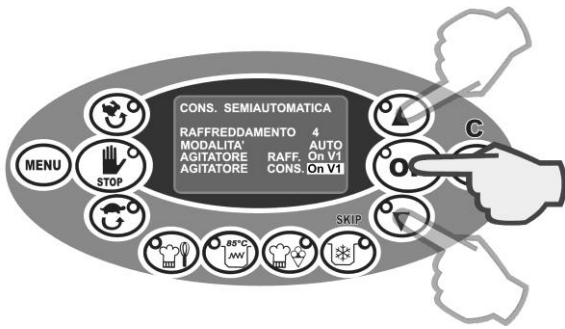 CONS. SEMIAUTOMATICA
RAFFREDDAMENTO 4
MODALITA' AUTO
AGITATORE RAFF. On V1
AGITATORE CONS. On V1
C
MENU
STOP
SKIP
85°C